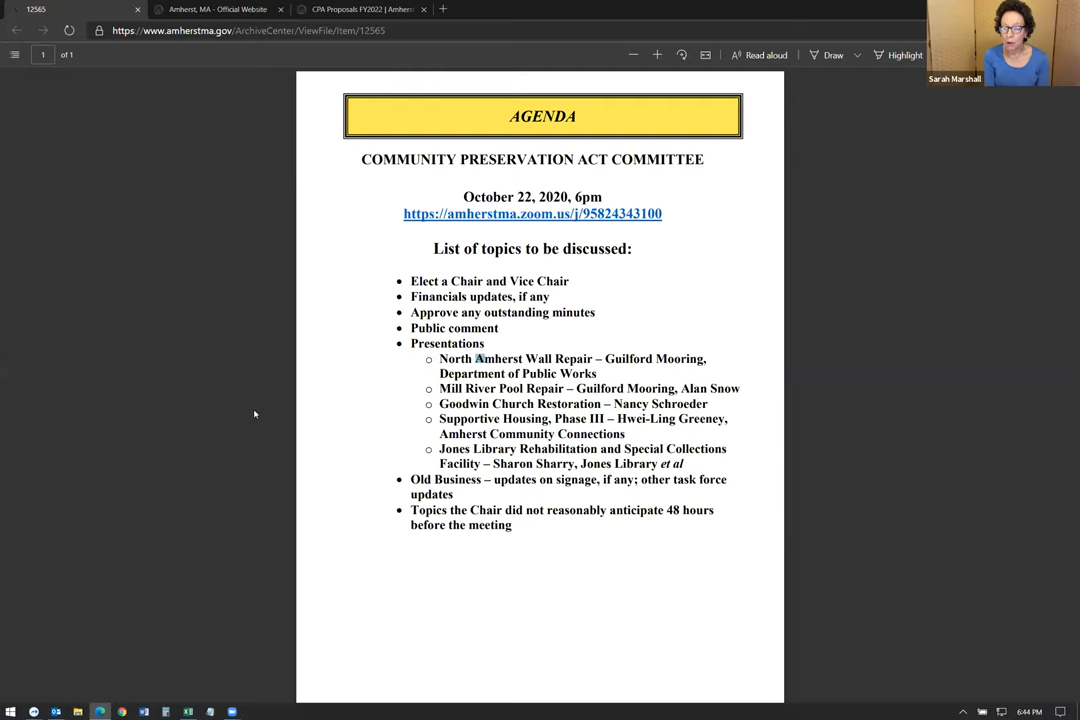 12565
Amherst, MA - Official Website
CPA Proposals FY2022 | Amherst
https://www.amherstma.gov/ArchiveCenter/ViewFile/Item/12565
1 of 1
Read aloud
Draw
Highlight
Sarah Marshall
AGENDA
COMMUNITY PRESERVATION ACT COMMITTEE
October 22, 2020, 6pm
https://amherstma.zoom.us/j/95824343100
List of topics to be discussed:
• Elect a Chair and Vice Chair
• Financials updates, if any
• Approve any outstanding minutes
• Public comment
• Presentations
o North Amherst Wall Repair – Guilford Mooring,
Department of Public Works
o Mill River Pool Repair – Guilford Mooring, Alan Snow
o Goodwin Church Restoration – Nancy Schroeder
o Supportive Housing, Phase III – Hwei-Ling Greeney,
Amherst Community Connections
o Jones Library Rehabilitation and Special Collections
Facility – Sharon Sharry, Jones Library et al
• Old Business – updates on signage, if any; other task force
updates
• Topics the Chair did not reasonably anticipate 48 hours
before the meeting
6:44 PM